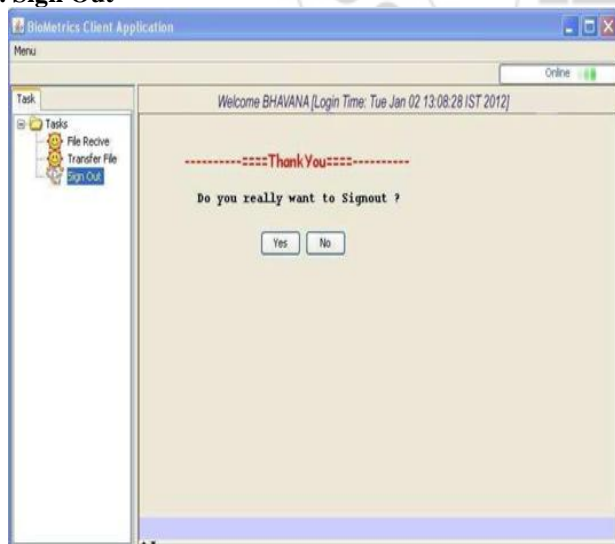 . Sign Out
BioMetrics Client Application
Menu
Online
Task
Welcome BHAVANA [Login Time: Tue Jan 02 13:08:28 IST 2012]
Tasks
File Recive
Transfer File
Sign Out
----------====ThankYou====----------
Do you really want to Signout ?
Yes No